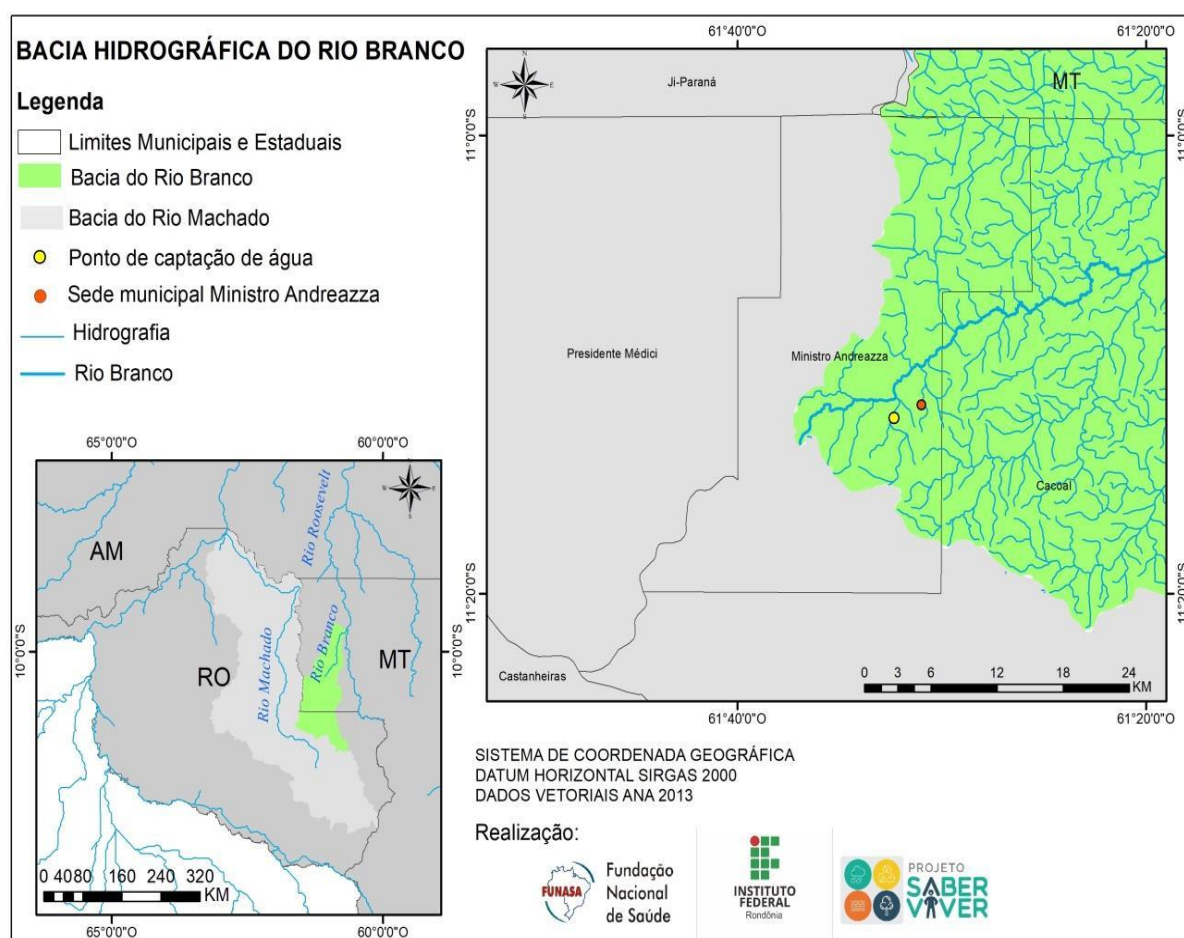 BACIA HIDROGRÁFICA DO RIO BRANCO
Legenda
Limites Municipais e Estaduais
Bacia do Rio Branco
Bacia do Rio Machado
Ponto de captação de água
Sede municipal Ministro Andreazza
Hidrografia
Rio Branco
61°40'0"O
61°20'0"O
N
W
E
S
Ji-Paraná
MT
11°0'0"S
11°0'0"S
Presidente Médici
Ministro Andreazza
Cacoal
11°20'0"S
11°20'0"S
Castanheiras
0 3 6 12 18 24
KM
61°40'0"O
61°20'0"O
65°0'0"O
60°0'0"O
N
W
E
S
AM
Rio Roosevelt
Rio Branco
Rio Machado
RO
MT
10°0'0"S
10°0'0"S
0 40 80 160 240 320
KM
65°0'0"O
60°0'0"O
SISTEMA DE COORDENADA GEOGRÁFICA
DATUM HORIZONTAL SIRGAS 2000
DADOS VETORIAIS ANA 2013
Realização:
FUNASA
Fundação
Nacional
de Saúde
INSTITUTO
FEDERAL
Rondônia
PROJETO
SABER
VIVER